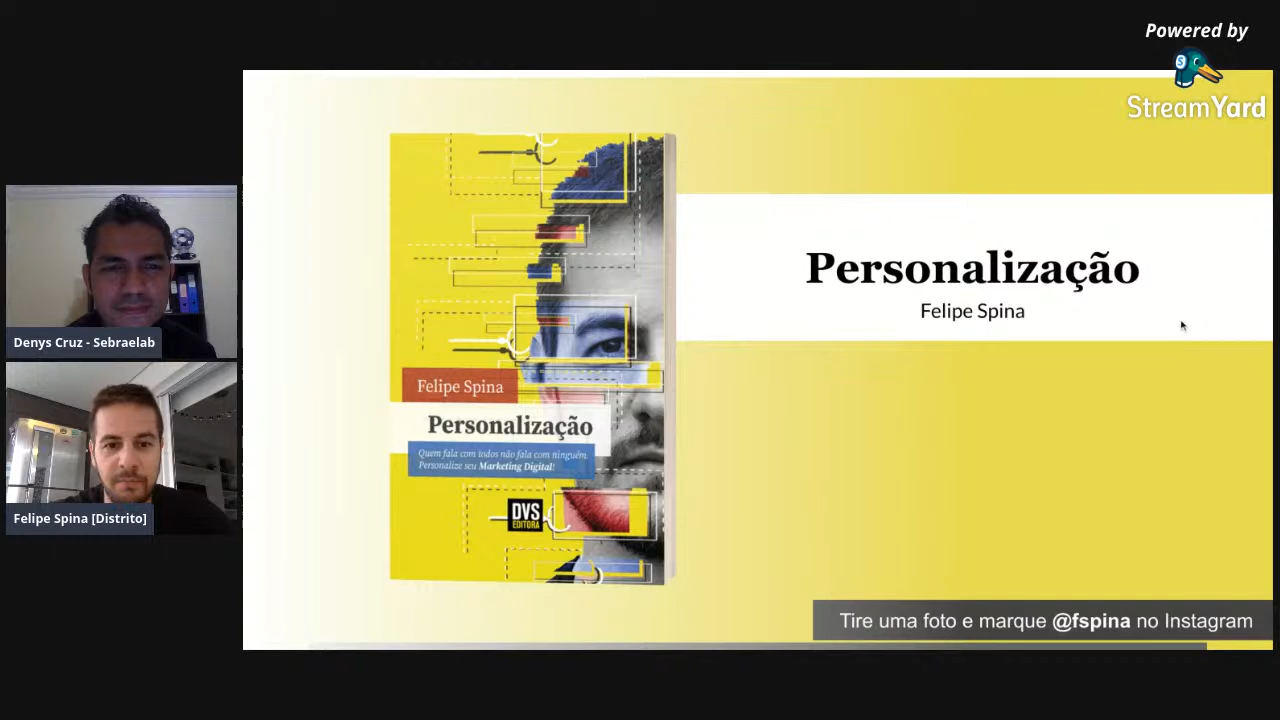 Powered by
StreamYard
Denys Cruz - Sebraelab
Felipe Spina [Distrito]
Felipe Spina
Personalização
Quem fala com todos não fala com ninguém.
Personalize seu Marketing Digital!
DVS
EDITORA
Personalização
Felipe Spina
Tire uma foto e marque @fspina no Instagram